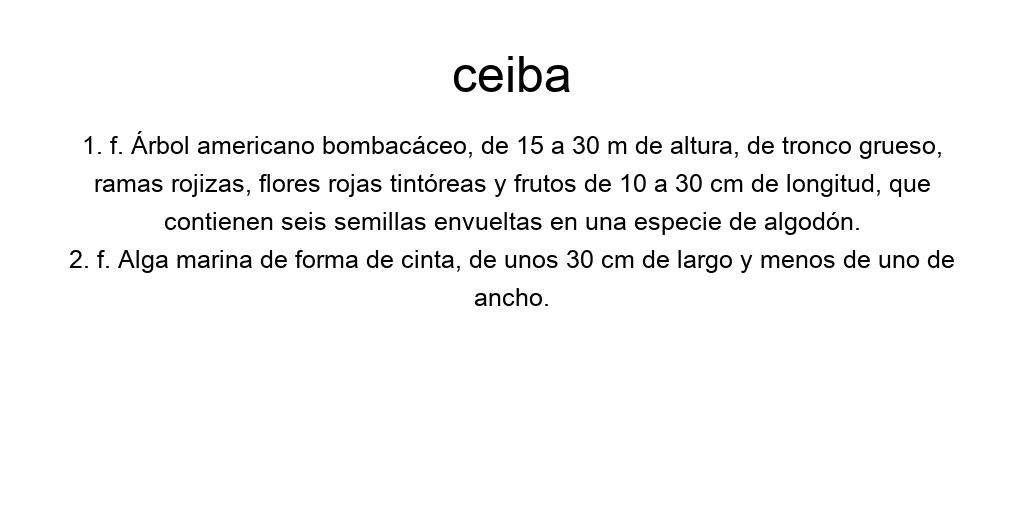 ceiba
1. f. Árbol americano bombacáceo, de 15 a 30 m de altura, de tronco grueso,
ramas rojizas, flores rojas tintóreas y frutos de 10 a 30 cm de longitud, que
contienen seis semillas envueltas en una especie de algodón.
2. f. Alga marina de forma de cinta, de unos 30 cm de largo y menos de uno de
ancho.